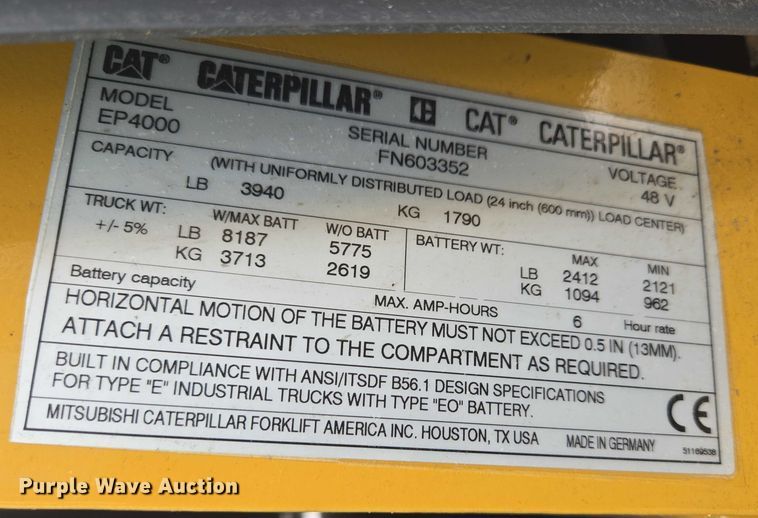 CAT® CATERPILLAR® CAT® CATERPILLAR®
MODEL SERIAL NUMBER VOLTAGE
EP4000 FN603352 48 V
CAPACITY (WITH UNIFORMLY DISTRIBUTED LOAD (24 inch (600 mm)) LOAD CENTER)
LB 3940 KG 1790
TRUCK WT: W/MAX BATT W/O BATT BATTERY WT: MAX MIN
+/- 5% LB 8187 5775 LB 2412 2121
KG 3713 2619 KG 1094 962
Battery capacity MAX. AMP-HOURS 6 Hour rate
HORIZONTAL MOTION OF THE BATTERY MUST NOT EXCEED 0.5 IN (13MM).
ATTACH A RESTRAINT TO THE COMPARTMENT AS REQUIRED.
BUILT IN COMPLIANCE WITH ANSI/ITSDF B56.1 DESIGN SPECIFICATIONS
FOR TYPE "E" INDUSTRIAL TRUCKS WITH TYPE "EO" BATTERY.
CE
MITSUBISHI CATERPILLAR FORKLIFT AMERICA INC. HOUSTON, TX USA MADE IN GERMANY 51169538
Purple Wave Auction